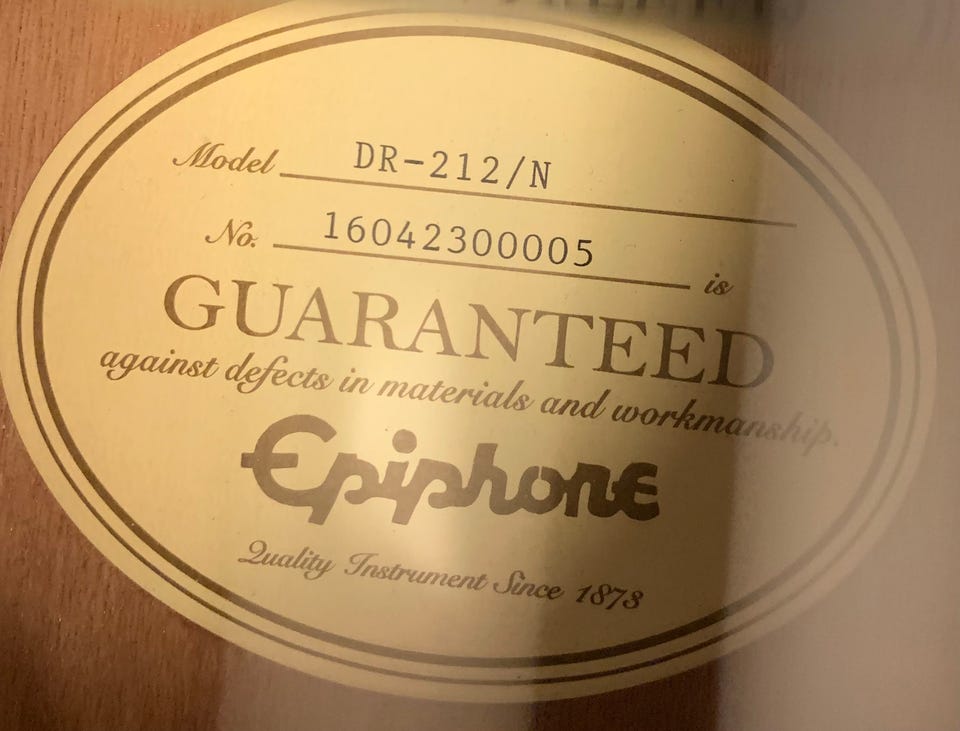 Model DR-212/N
No. 16042300005 is
GUARANTEED
against defects in materials and workmanship.
Epiphone
Quality Instrument Since 1873